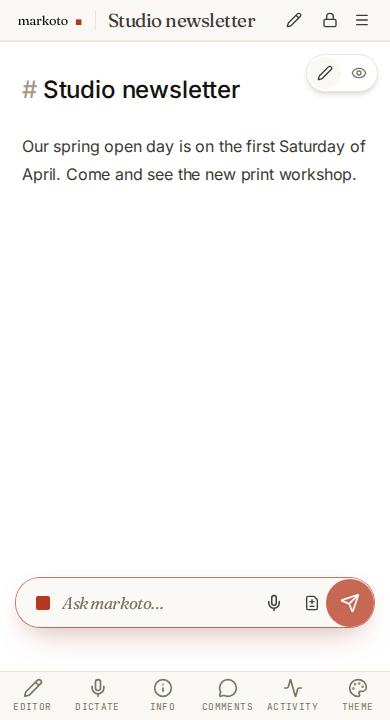 markoto
Studio newsletter
# Studio newsletter
Our spring open day is on the first Saturday of
April. Come and see the new print workshop.
Ask markoto...
EDITOR DICTATE INFO COMMENTS ACTIVITY THEME